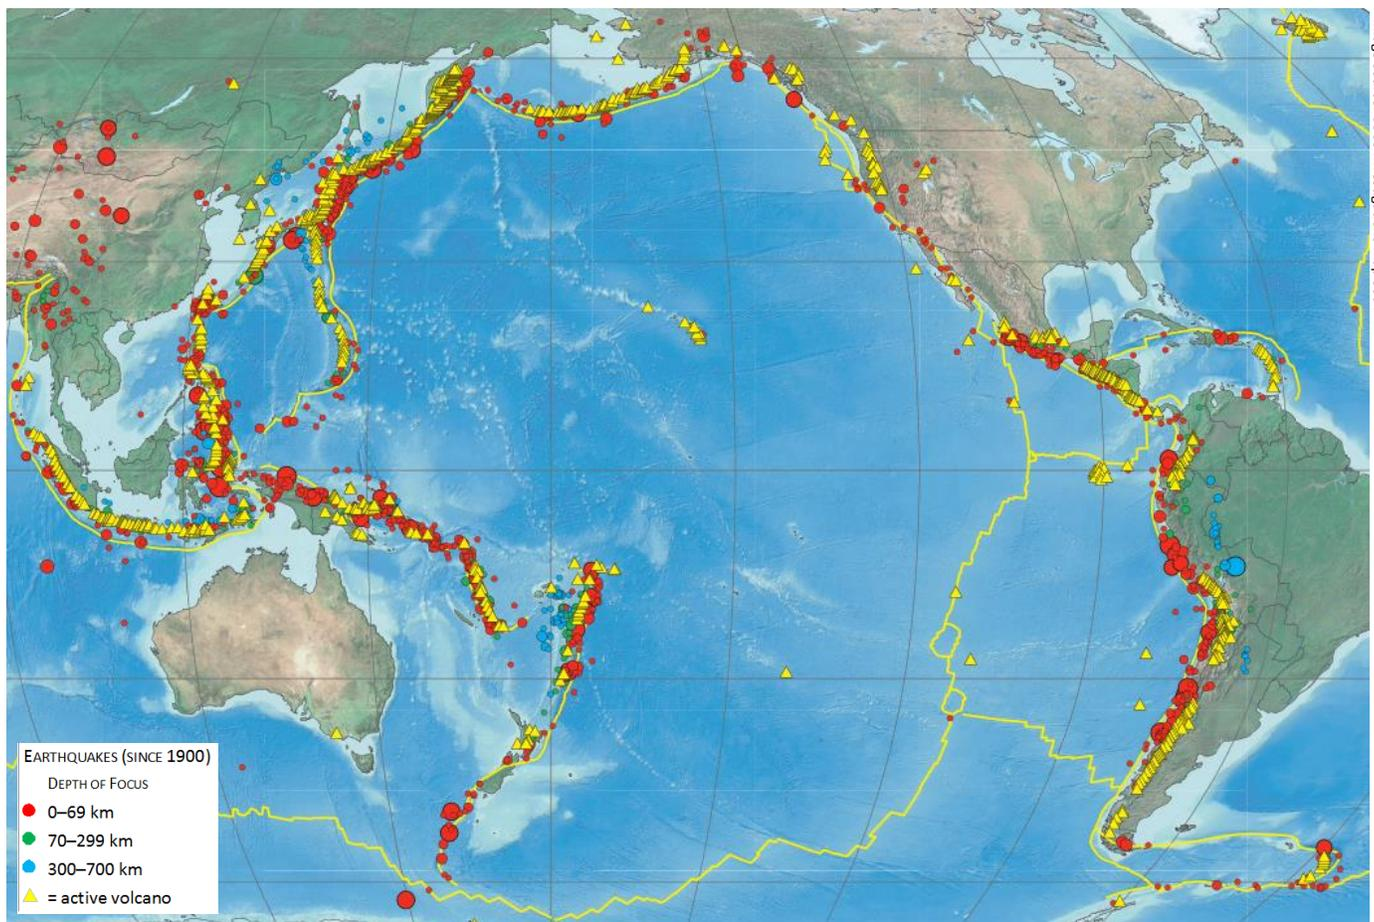 EARTHQUAKES (SINCE 1900)
DEPTH OF FOCUS
0–69 km
70–299 km
300–700 km
= active volcano